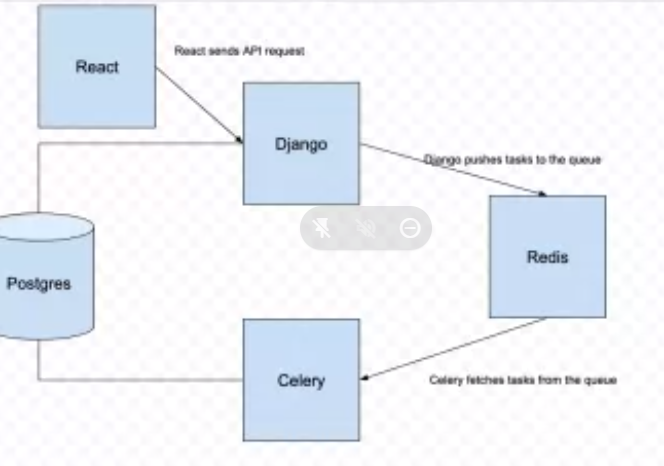 React
React sends API request
Django
Django pushes tasks to the queue
Redis
Postgres
Celery
Celery fetches tasks from the queue